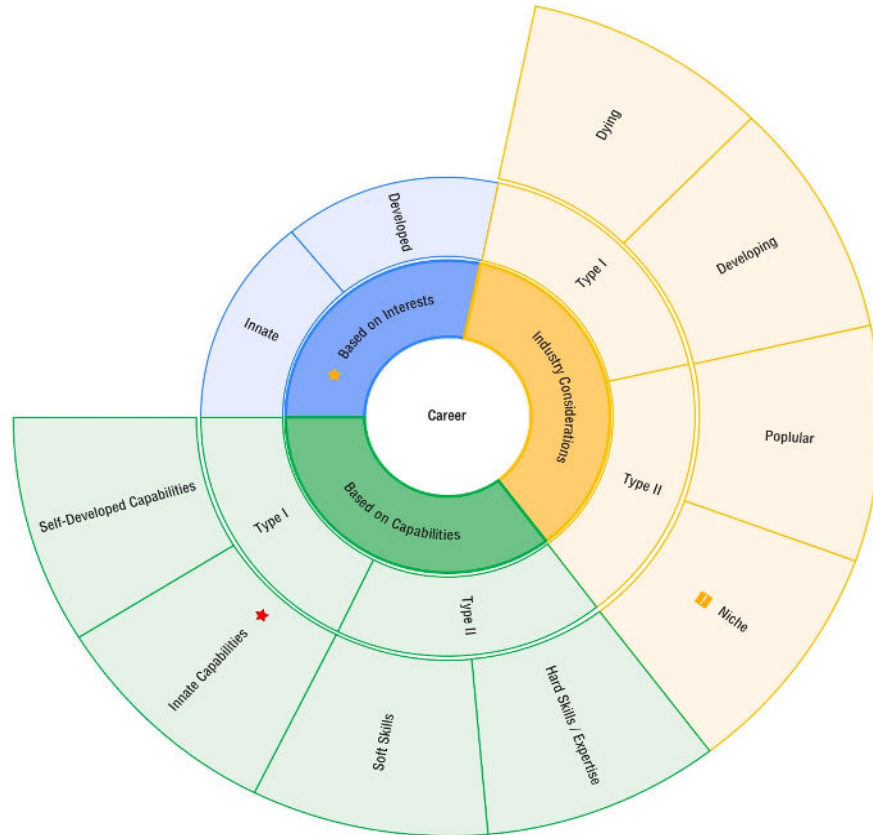 Career
Based on Interests
Innate
Developed
Industry Considerations
Type I
Dying
Developing
Type II
Poplular
Niche
Based on Capabilities
Type II
Hard Skills / Expertise
Soft Skills
Type I
Innate Capabilities
Self-Developed Capabilities